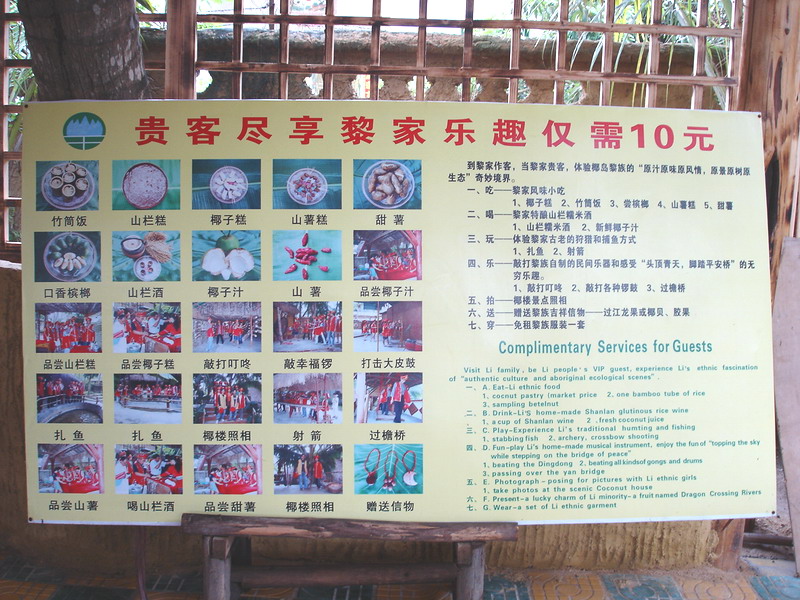 贵客尽享黎家乐趣仅需10元
竹筒饭 山栏糕 椰子糕 山薯糕 甜薯
口香槟榔 山栏酒 椰子汁 山薯 品尝椰子汁
品尝山栏糕 品尝椰子糕 敲打叮咚 敲幸福锣 打击大皮鼓
扎鱼 扎鱼 椰楼照相 射箭 过檐桥
品尝山薯 喝山栏酒 品尝甜薯 椰楼照相 赠送信物
到黎家作客，当黎家贵客，体验椰岛黎族的“原汁原味原风情，原景原树原
生态”奇妙境界。
一、吃——黎家风味小吃
1、椰子糕 2、竹筒饭 3、尝槟榔 4、山薯糕 5、甜薯
二、喝——黎家特酿山栏糯米酒
1、山栏糯米酒 2、新鲜椰子汁
三、玩——体验黎家古老的狩猎和捕鱼方式
1、扎鱼 2、射箭
四、乐——敲打黎族自制的民间乐器和感受“头顶青天，脚踏平安桥”的无
穷乐趣。
1、敲打叮咚 2、敲打各种锣鼓 3、过檐桥
五、拍——椰楼景点照相
六、送——赠送黎族吉祥信物——过江龙果或椰贝、胶果
七、穿——免租黎族服装一套
Complimentary Services for Guests
Visit Li family, be Li people's VIP guest, experience Li's ethnic fascination
of "authentic culture and aboriginal ecological scenes".
一、A. Eat-Li ethnic food
1、cocnut pastry (market price 2、one bamboo tube of rice
3、sampling betelnut
二、B. Drink-Li'S home-made Shanlan glutinous rice wine
1、a cup of Shanlan wine 2、fresh coconut juice
三、C. Play-Experience Li's traditional humting and fishing
1、stabbing fish 2、archery、crossbow shooting
四、D. Fun-play Li's home-made musical instrument, enjoy the fun of "topping the sky
while stepping on the bridge of peace"
1、beating the Dingdong 2、beating all kinds of gongs and drums
3、passing over the yan bridge
五、E. Photograph-posing for pictures with Li ethnic girls
1、take photos at the scenic Coconut house
六、F. Present-a lucky charm of Li minority-a fruit named Dragon Crossing Rivers
七、G. Wear-a set of Li ethnic garment